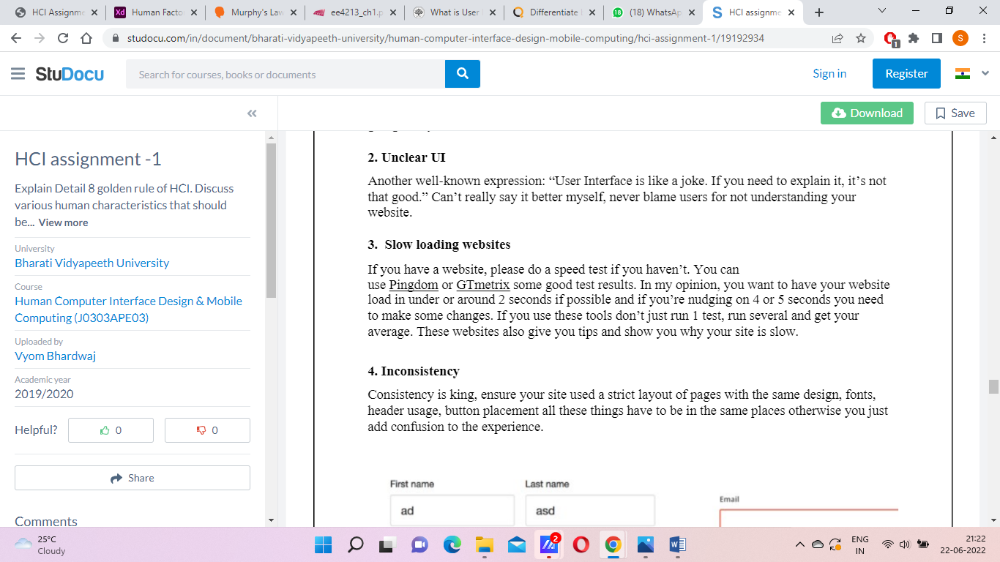 HCI Assignme
Human Facto
Murphy's Law
ee4213_ch1.p
What is User
Differentiate
(18) WhatsAp
HCI assignme
studocu.com/in/document/bharati-vidyapeeth-university/human-computer-interface-design-mobile-computing/hci-assignment-1/19192934
StuDocu
Search for courses, books or documents
Sign in
Register
Download
Save
HCI assignment -1
Explain Detail 8 golden rule of HCI. Discuss
various human characteristics that should
be... View more
University
Bharati Vidyapeeth University
Course
Human Computer Interface Design & Mobile
Computing (J0303APE03)
Uploaded by
Vyom Bhardwaj
Academic year
2019/2020
Helpful?
0
0
Share
Comments
2. Unclear UI
Another well-known expression: “User Interface is like a joke. If you need to explain it, it’s not
that good.” Can’t really say it better myself, never blame users for not understanding your
website.
3. Slow loading websites
If you have a website, please do a speed test if you haven’t. You can
use Pingdom or GTmetrix some good test results. In my opinion, you want to have your website
load in under or around 2 seconds if possible and if you’re nudging on 4 or 5 seconds you need
to make some changes. If you use these tools don’t just run 1 test, run several and get your
average. These websites also give you tips and show you why your site is slow.
4. Inconsistency
Consistency is king, ensure your site used a strict layout of pages with the same design, fonts,
header usage, button placement all these things have to be in the same places otherwise you just
add confusion to the experience.
First name
Last name
Email
ad
asd
25°C
Cloudy
2
ENG
IN
21:22
22-06-2022